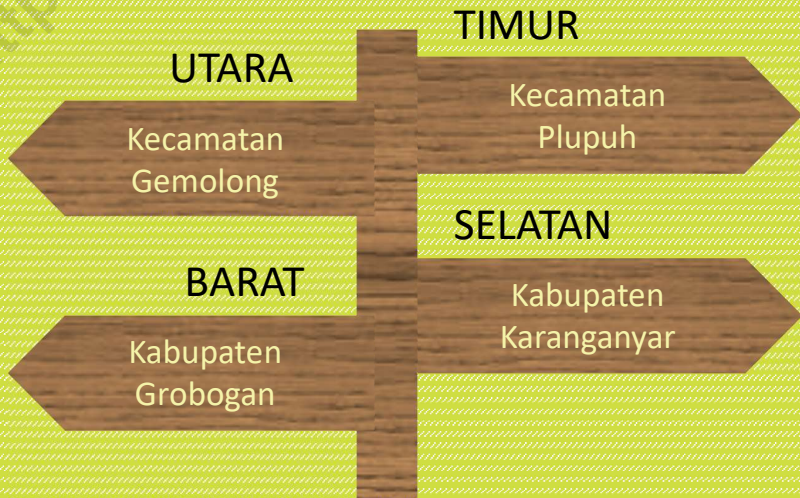 UTARA
Kecamatan
Gemolong
TIMUR
Kecamatan
Plupuh
BARAT
Kabupaten
Grobogan
SELATAN
Kabupaten
Karanganyar